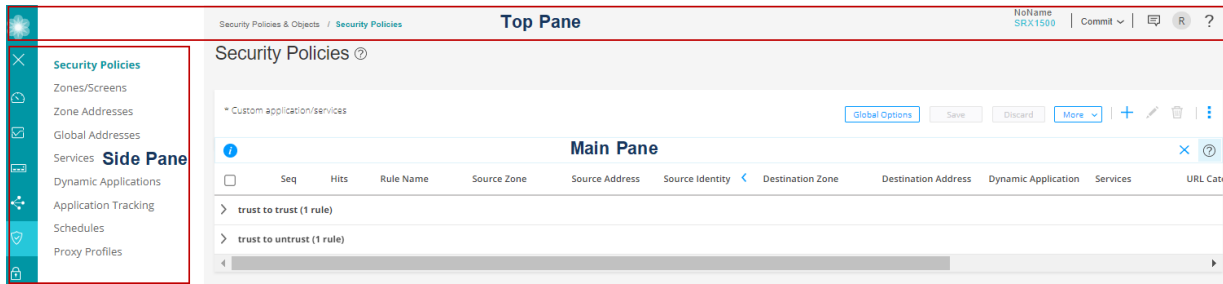 Security Policies & Objects / Security Policies
Top Pane
NoName
SRX1500
Commit
R
?
Security Policies
Security Policies
Zones/Screens
Zone Addresses
Global Addresses
Services
Side Pane
Dynamic Applications
Application Tracking
Schedules
Proxy Profiles
* Custom application/services
Global Options Save Discard More
Main Pane
Seq Hits Rule Name Source Zone Source Address Source Identity Destination Zone Destination Address Dynamic Application Services URL Cate
trust to trust (1 rule)
trust to untrust (1 rule)